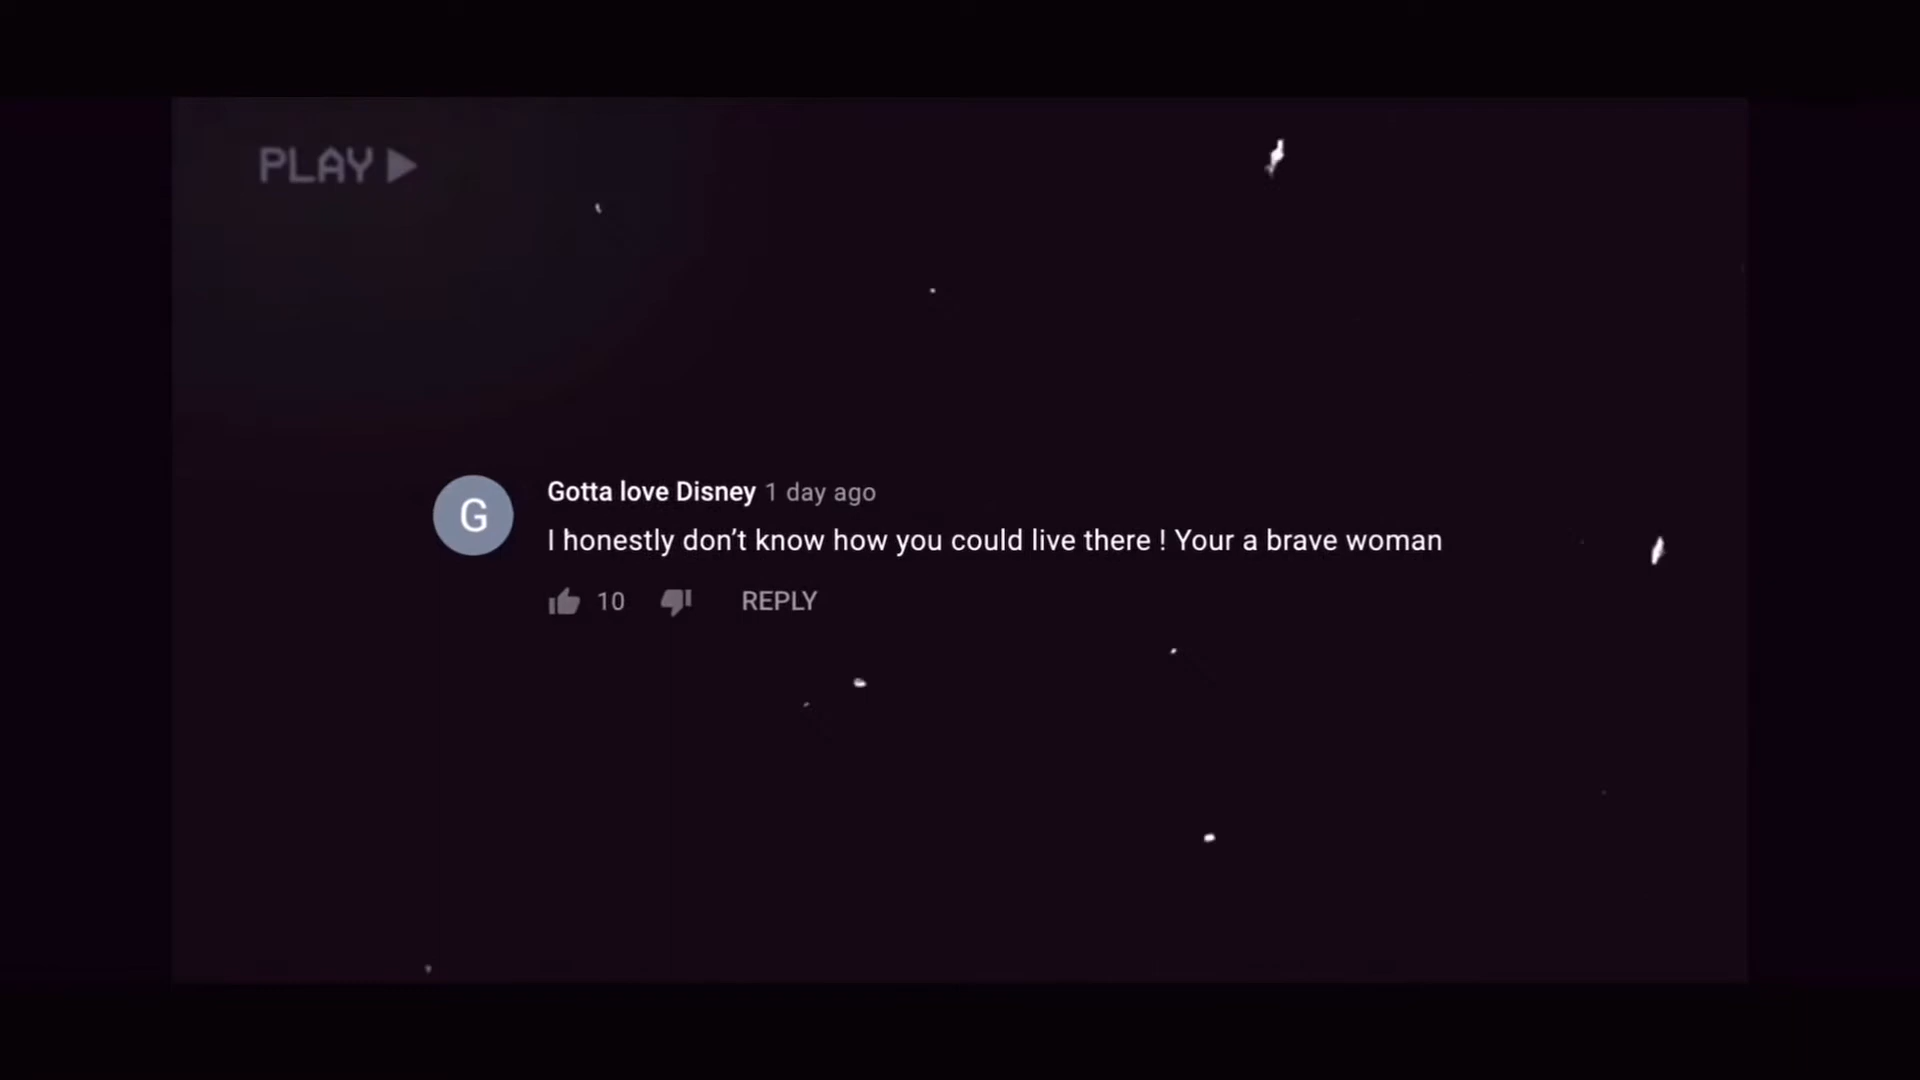 PLAY
G
Gotta love Disney 1 day ago
I honestly don’t know how you could live there ! Your a brave woman
10 REPLY